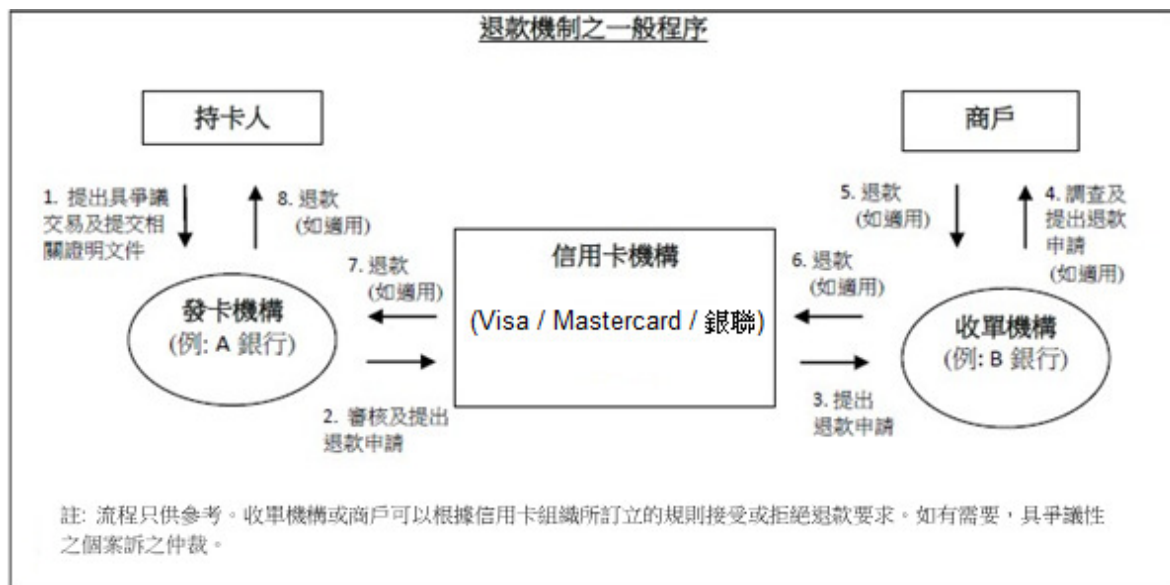 退款機制之一般程序
持卡人
商戶
1. 提出具爭議
交易及提交相
關證明文件
8. 退款
(如適用)
5. 退款
(如適用)
4. 調查及
提出退款
申請
(如適用)
7. 退款
(如適用)
信用卡機構
(Visa / Mastercard / 銀聯)
6. 退款
(如適用)
發卡機構
(例: A 銀行)
收單機構
(例: B 銀行)
2. 審核及提出
退款申請
3. 提出
退款申請
註: 流程只供參考。收單機構或商戶可以根據信用卡組織所訂立的規則接受或拒絕退款要求。如有需要，具爭議性
之個案訴之仲裁。